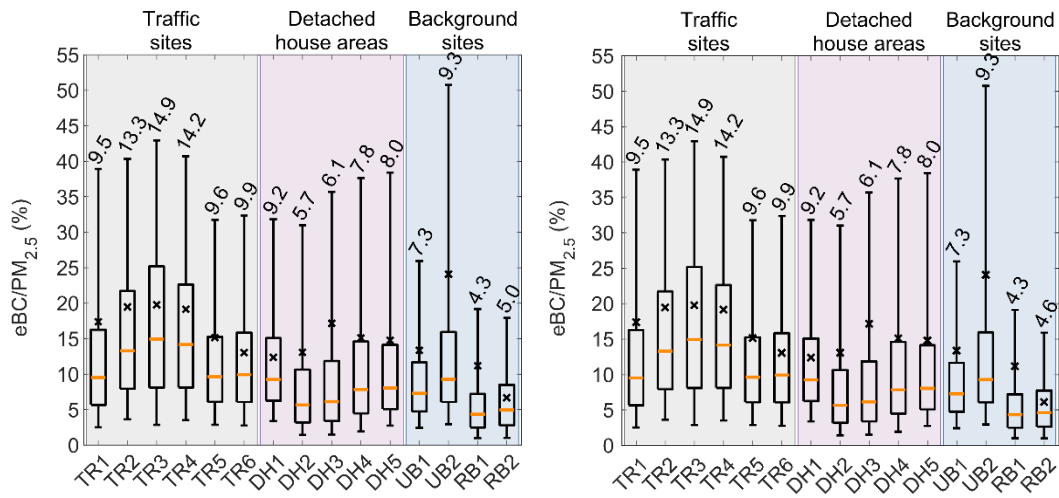 Traffic sites
Detached house areas
Background sites
55
50
45
40
35
30
25
20
15
10
5
0
eBC/PM2.5 (%)
9.5
13.3
14.9
14.2
9.6
9.9
9.2
5.7
6.1
7.8
8.0
7.3
9.3
4.3
5.0
TR1
TR2
TR3
TR4
TR5
TR6
DH1
DH2
DH3
DH4
DH5
UB1
UB2
RB1
RB2
Traffic sites
Detached house areas
Background sites
55
50
45
40
35
30
25
20
15
10
5
0
eBC/PM2.5 (%)
9.5
13.3
14.9
14.2
9.6
9.9
9.2
5.7
6.1
7.8
8.0
7.3
9.3
4.3
4.6
TR1
TR2
TR3
TR4
TR5
TR6
DH1
DH2
DH3
DH4
DH5
UB1
UB2
RB1
RB2